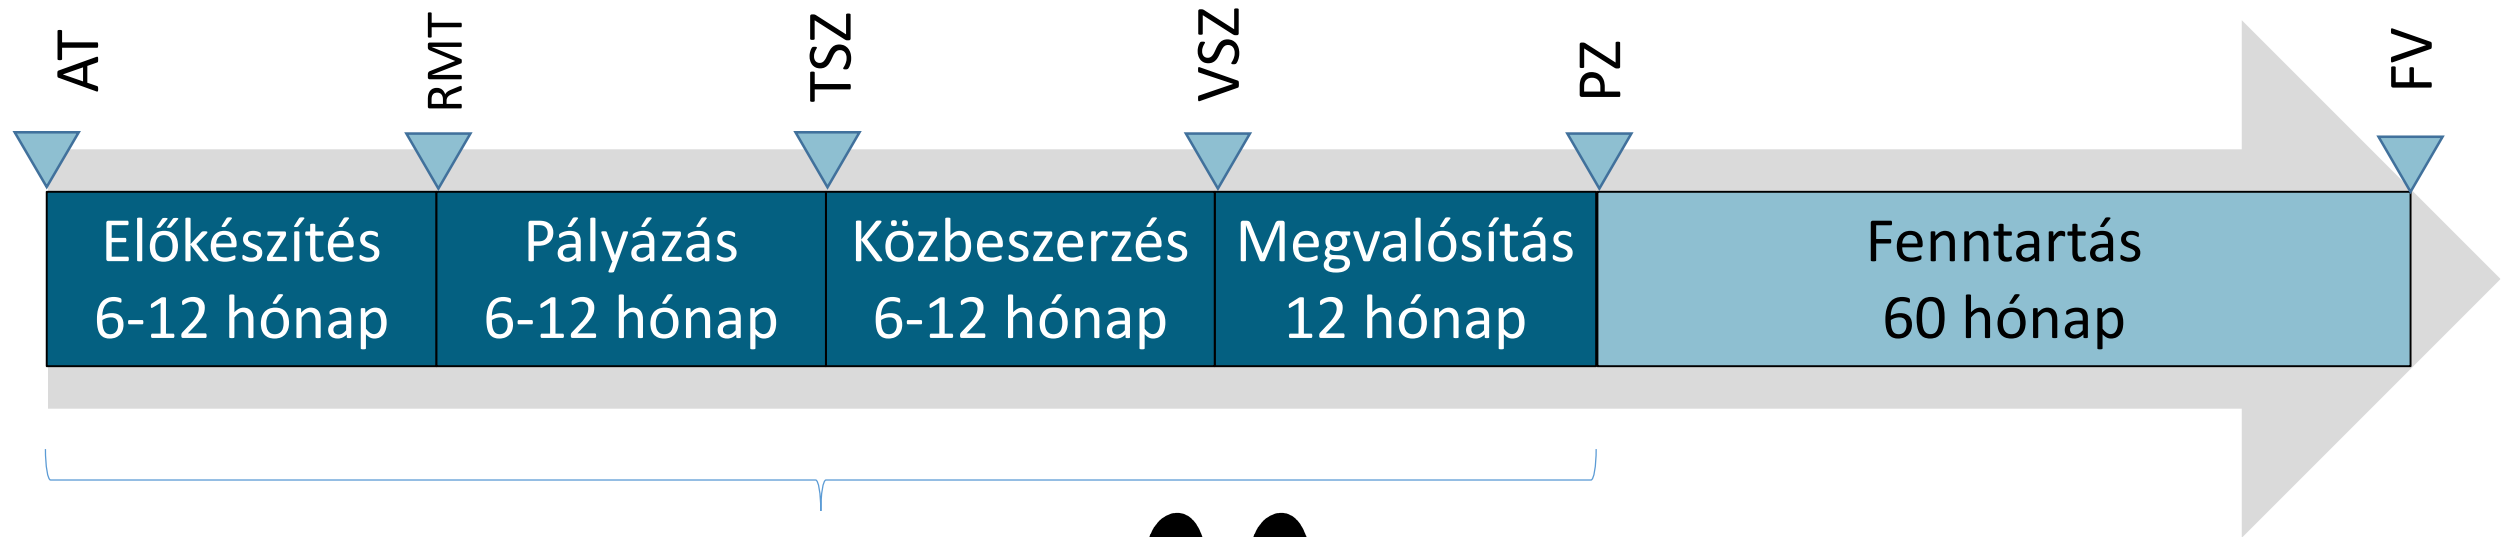 AT
RMT
TSZ
VSZ
PZ
FV
Előkészítés
6-12 hónap
Pályázás
6-12 hónap
Közbeszerzés
6-12 hónap
Megvalósítás
12 hónap
Fenntartás
60 hónap